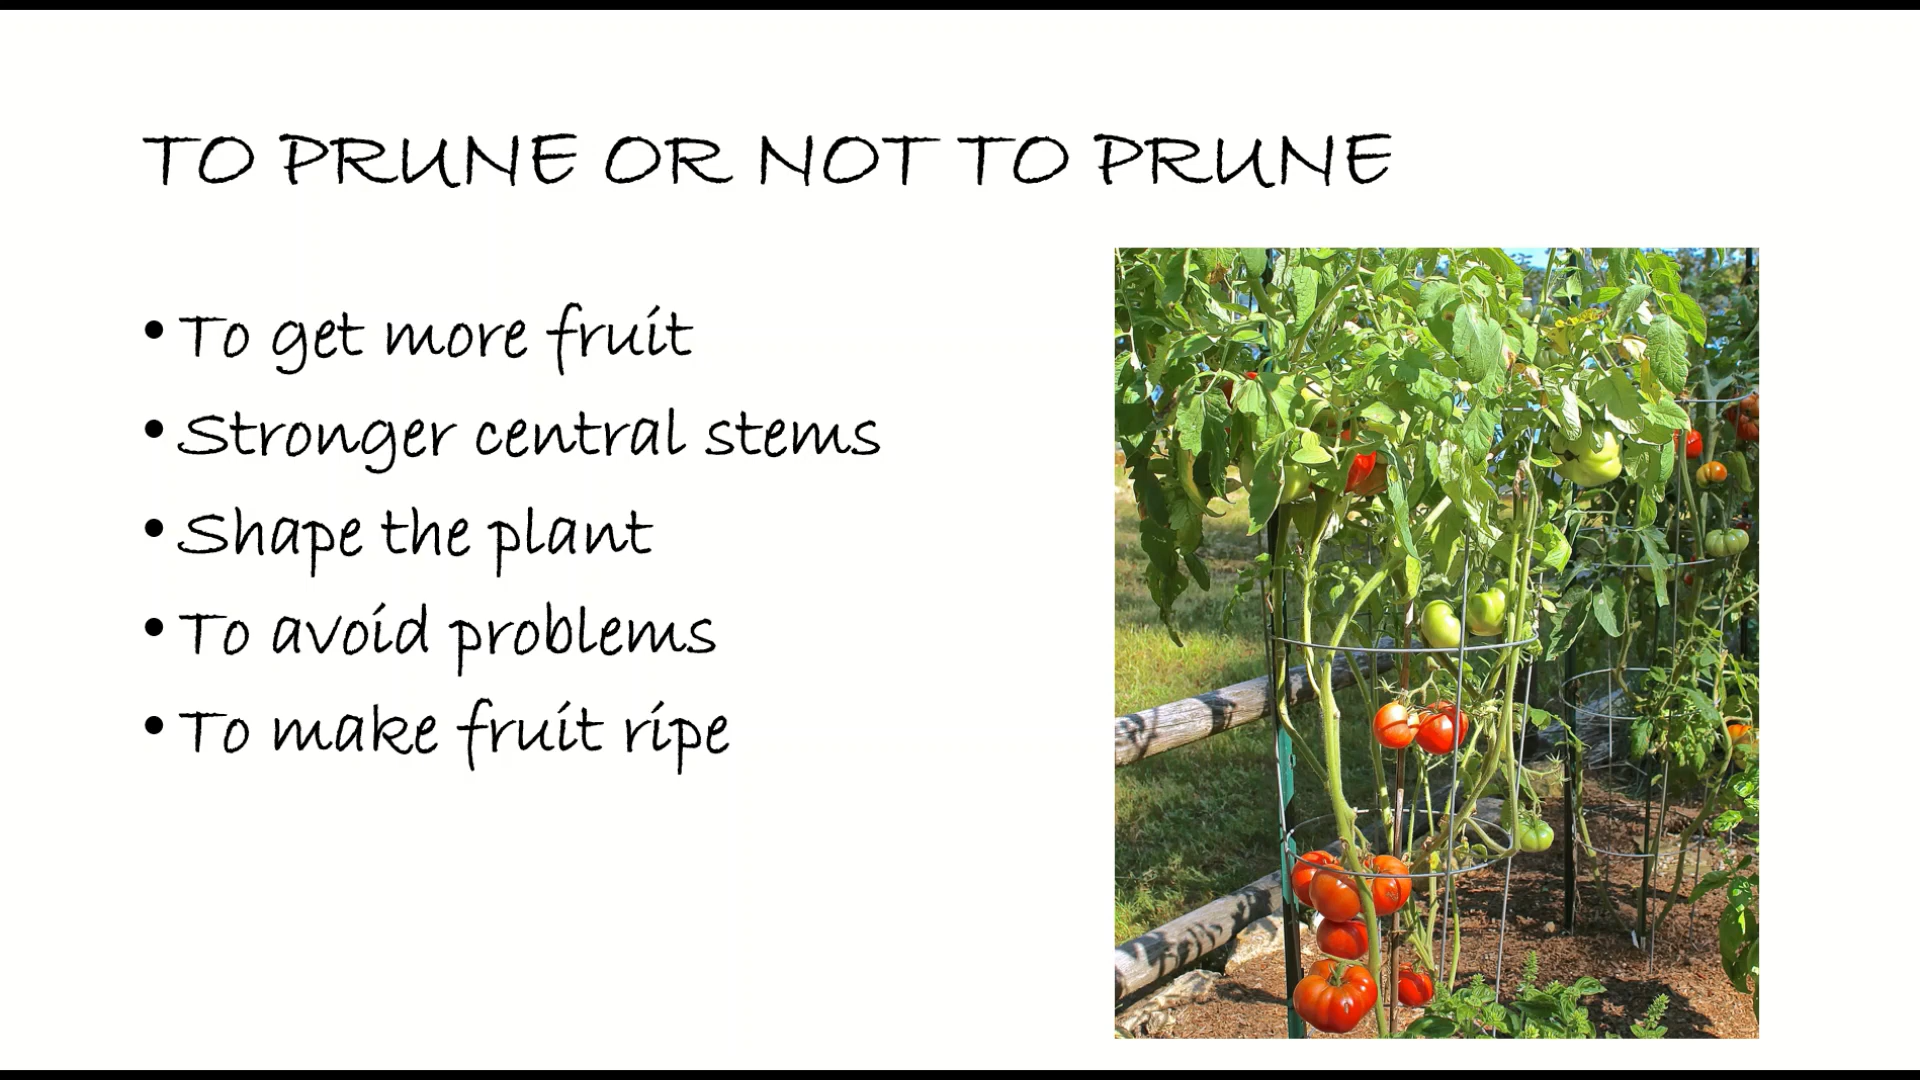 TO PRUNE OR NOT TO PRUNE
• To get more fruit
• Stronger central stems
• Shape the plant
• To avoid problems
• To make fruit ripe